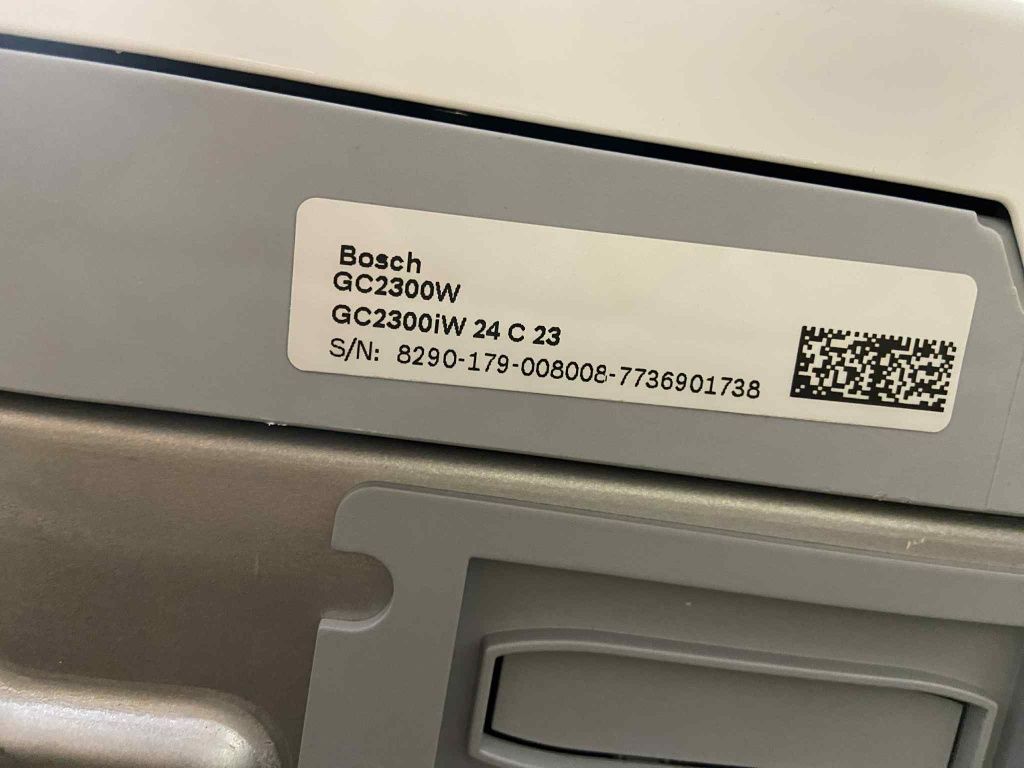 Bosch
GC2300W
GC2300iW 24 C 23
S/N: 8290-179-008008-7736901738